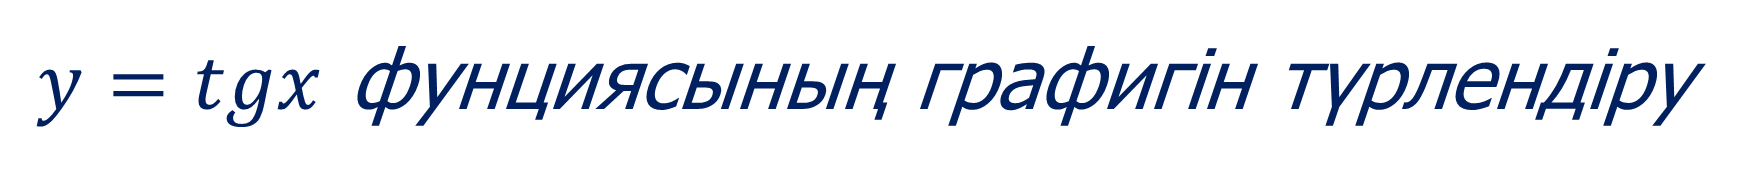 y = tgx фунциясының графигін түрлендіру